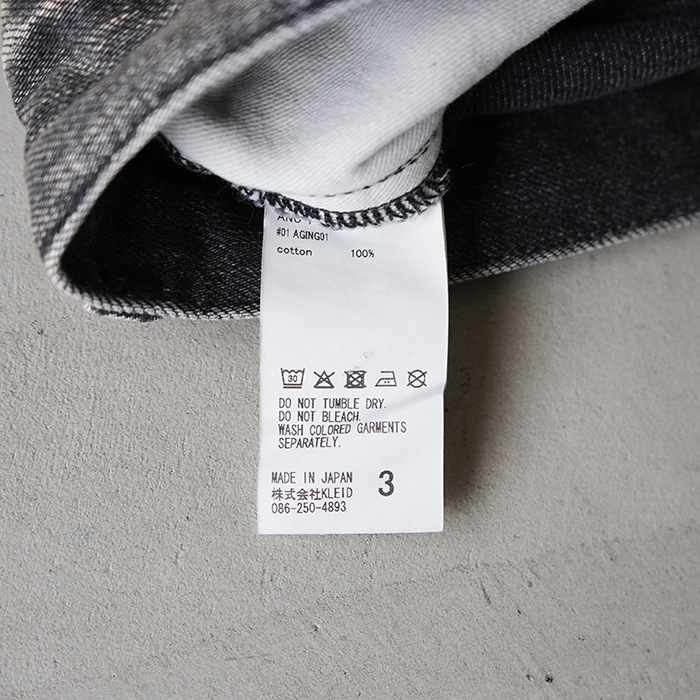 #01 AGING01
cotton 100%
30
DO NOT TUMBLE DRY.
DO NOT BLEACH.
WASH COLORED GARMENTS
SEPARATELY.
MADE IN JAPAN
株式会社KLEID
086-250-4893
3